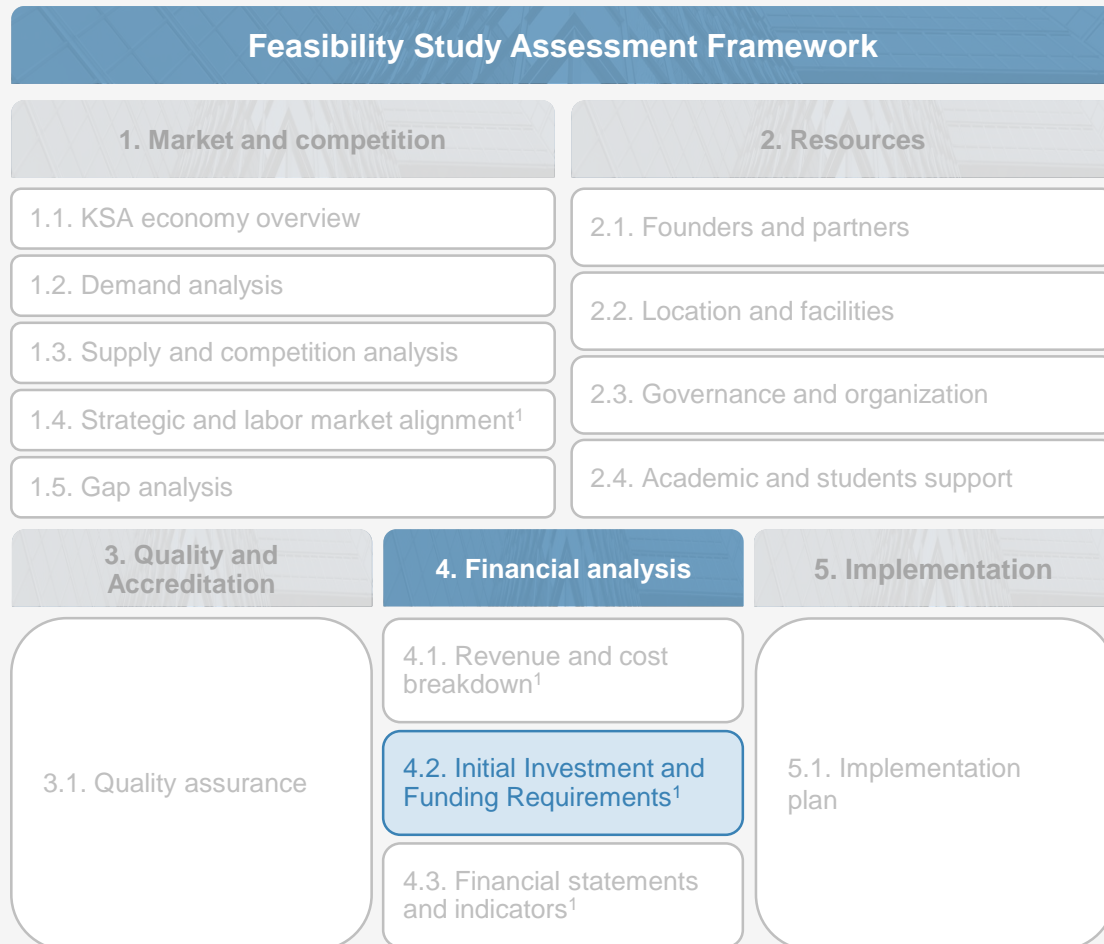 Feasibility Study Assessment Framework
1. Market and competition
1.1. KSA economy overview
1.2. Demand analysis
1.3. Supply and competition analysis
1.4. Strategic and labor market alignment¹
1.5. Gap analysis
2. Resources
2.1. Founders and partners
2.2. Location and facilities
2.3. Governance and organization
2.4. Academic and students support
3. Quality and
Accreditation
3.1. Quality assurance
4. Financial analysis
4.1. Revenue and cost
breakdown¹
4.2. Initial Investment and
Funding Requirements¹
4.3. Financial statements
and indicators¹
5. Implementation
5.1. Implementation
plan